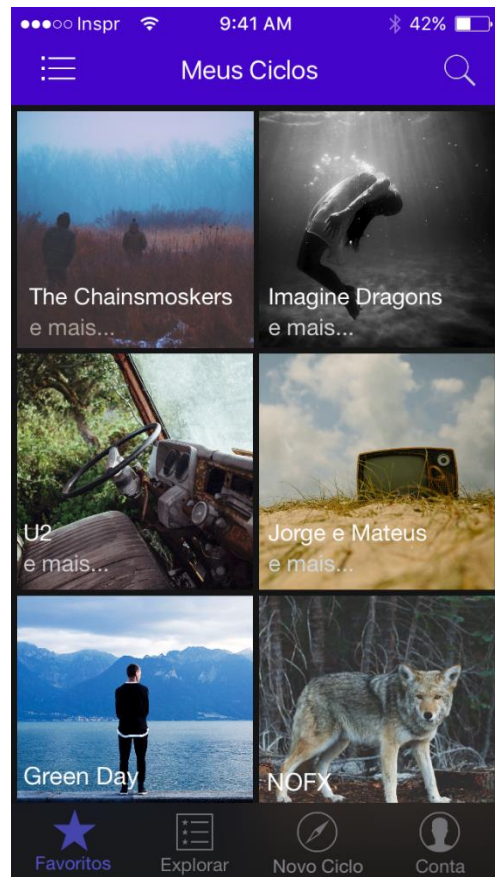 Inspr 9:41 AM 42%
Meus Ciclos
The Chainsmoskers
e mais...
Imagine Dragons
e mais...
U2
e mais...
Jorge e Mateus
e mais...
Green Day
NOFX
Favoritos Explorar Novo Ciclo Conta